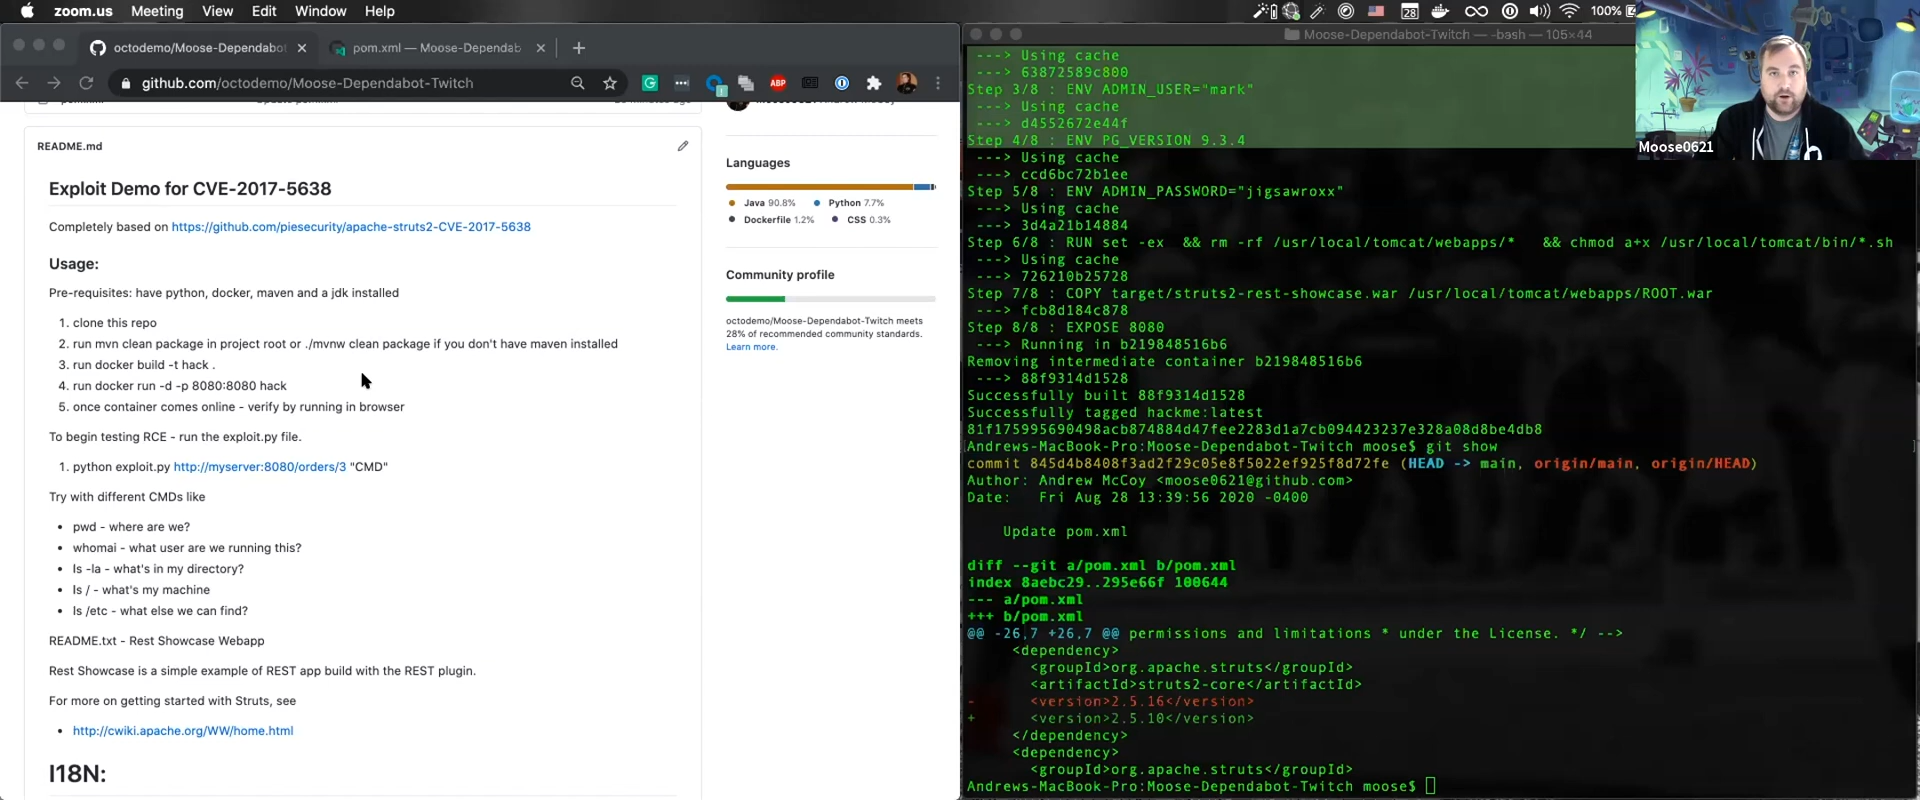 zoom.us Meeting View Edit Window Help
28 100%
octodemo/Moose-Dependabot
pom.xml — Moose-Dependab
github.com/octodemo/Moose-Dependabot-Twitch
ABP
README.md
Exploit Demo for CVE-2017-5638
Completely based on https://github.com/piesecurity/apache-struts2-CVE-2017-5638
Usage:
Pre-requisites: have python, docker, maven and a jdk installed
1. clone this repo
2. run mvn clean package in project root or ./mvnw clean package if you don't have maven installed
3. run docker build -t hack .
4. run docker run -d -p 8080:8080 hack
5. once container comes online - verify by running in browser
To begin testing RCE - run the exploit.py file.
1. python exploit.py http://myserver:8080/orders/3 "CMD"
Try with different CMDs like
• pwd - where are we?
• whomai - what user are we running this?
• ls -la - what's in my directory?
• ls / - what's my machine
• ls /etc - what else we can find?
README.txt - Rest Showcase Webapp
Rest Showcase is a simple example of REST app build with the REST plugin.
For more on getting started with Struts, see
• http://cwiki.apache.org/WW/home.html
I18N:
Languages
Java 90.8% Python 7.7%
Dockerfile 1.2% CSS 0.3%
Community profile
octodemo/Moose-Dependabot-Twitch meets
28% of recommended community standards.
Learn more.
Moose-Dependabot-Twitch — -bash — 105×44
---> Using cache
---> 63872589c800
Step 3/8 : ENV ADMIN_USER="mark"
---> Using cache
---> d4552672e44f
Step 4/8 : ENV PG_VERSION 9.3.4
---> Using cache
---> ccd6bc72b1ee
Step 5/8 : ENV ADMIN_PASSWORD="jigsawroxx"
---> Using cache
---> 3d4a21b14884
Step 6/8 : RUN set -ex && rm -rf /usr/local/tomcat/webapps/* && chmod a+x /usr/local/tomcat/bin/*.sh
---> Using cache
---> 726210b25728
Step 7/8 : COPY target/struts2-rest-showcase.war /usr/local/tomcat/webapps/ROOT.war
---> fcb8d184c878
Step 8/8 : EXPOSE 8080
---> Running in b219848516b6
Removing intermediate container b219848516b6
---> 88f9314d1528
Successfully built 88f9314d1528
Successfully tagged hackme:latest
81f175995690498acb874884d47fee2283d1a7cb094423237e328a08d8be4db8
Andrews-MacBook-Pro:Moose-Dependabot-Twitch moose$ git show
commit 845d4b8408f3ad2f29c05e8f5022ef925f8d72fe (HEAD -> main, origin/main, origin/HEAD)
Author: Andrew McCoy <moose0621@github.com>
Date: Fri Aug 28 13:39:56 2020 -0400
Update pom.xml
diff --git a/pom.xml b/pom.xml
index 8aebc29..295e66f 100644
--- a/pom.xml
+++ b/pom.xml
@@ -26,7 +26,7 @@ permissions and limitations * under the License. */ -->
<dependency>
<groupId>org.apache.struts</groupId>
<artifactId>struts2-core</artifactId>
- <version>2.5.16</version>
+ <version>2.5.10</version>
</dependency>
<dependency>
<groupId>org.apache.struts</groupId>
Andrews-MacBook-Pro:Moose-Dependabot-Twitch moose$
Moose0621